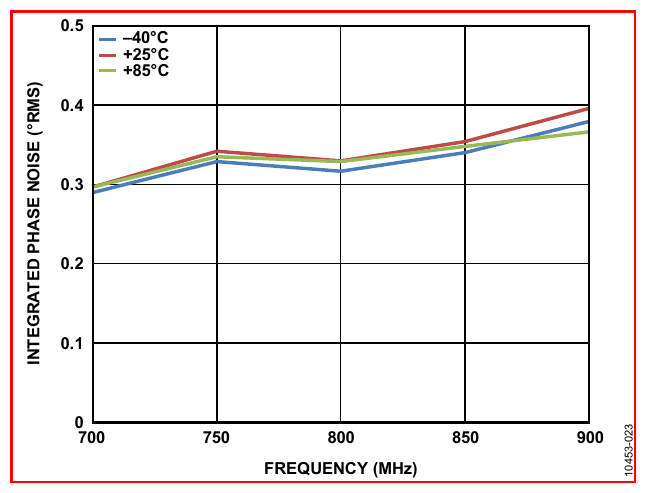 0.5
–40°C
+25°C
+85°C
0.4
0.3
0.2
0.1
0
INTEGRATED PHASE NOISE (°RMS)
700 750 800 850 900
FREQUENCY (MHz)
10453-023